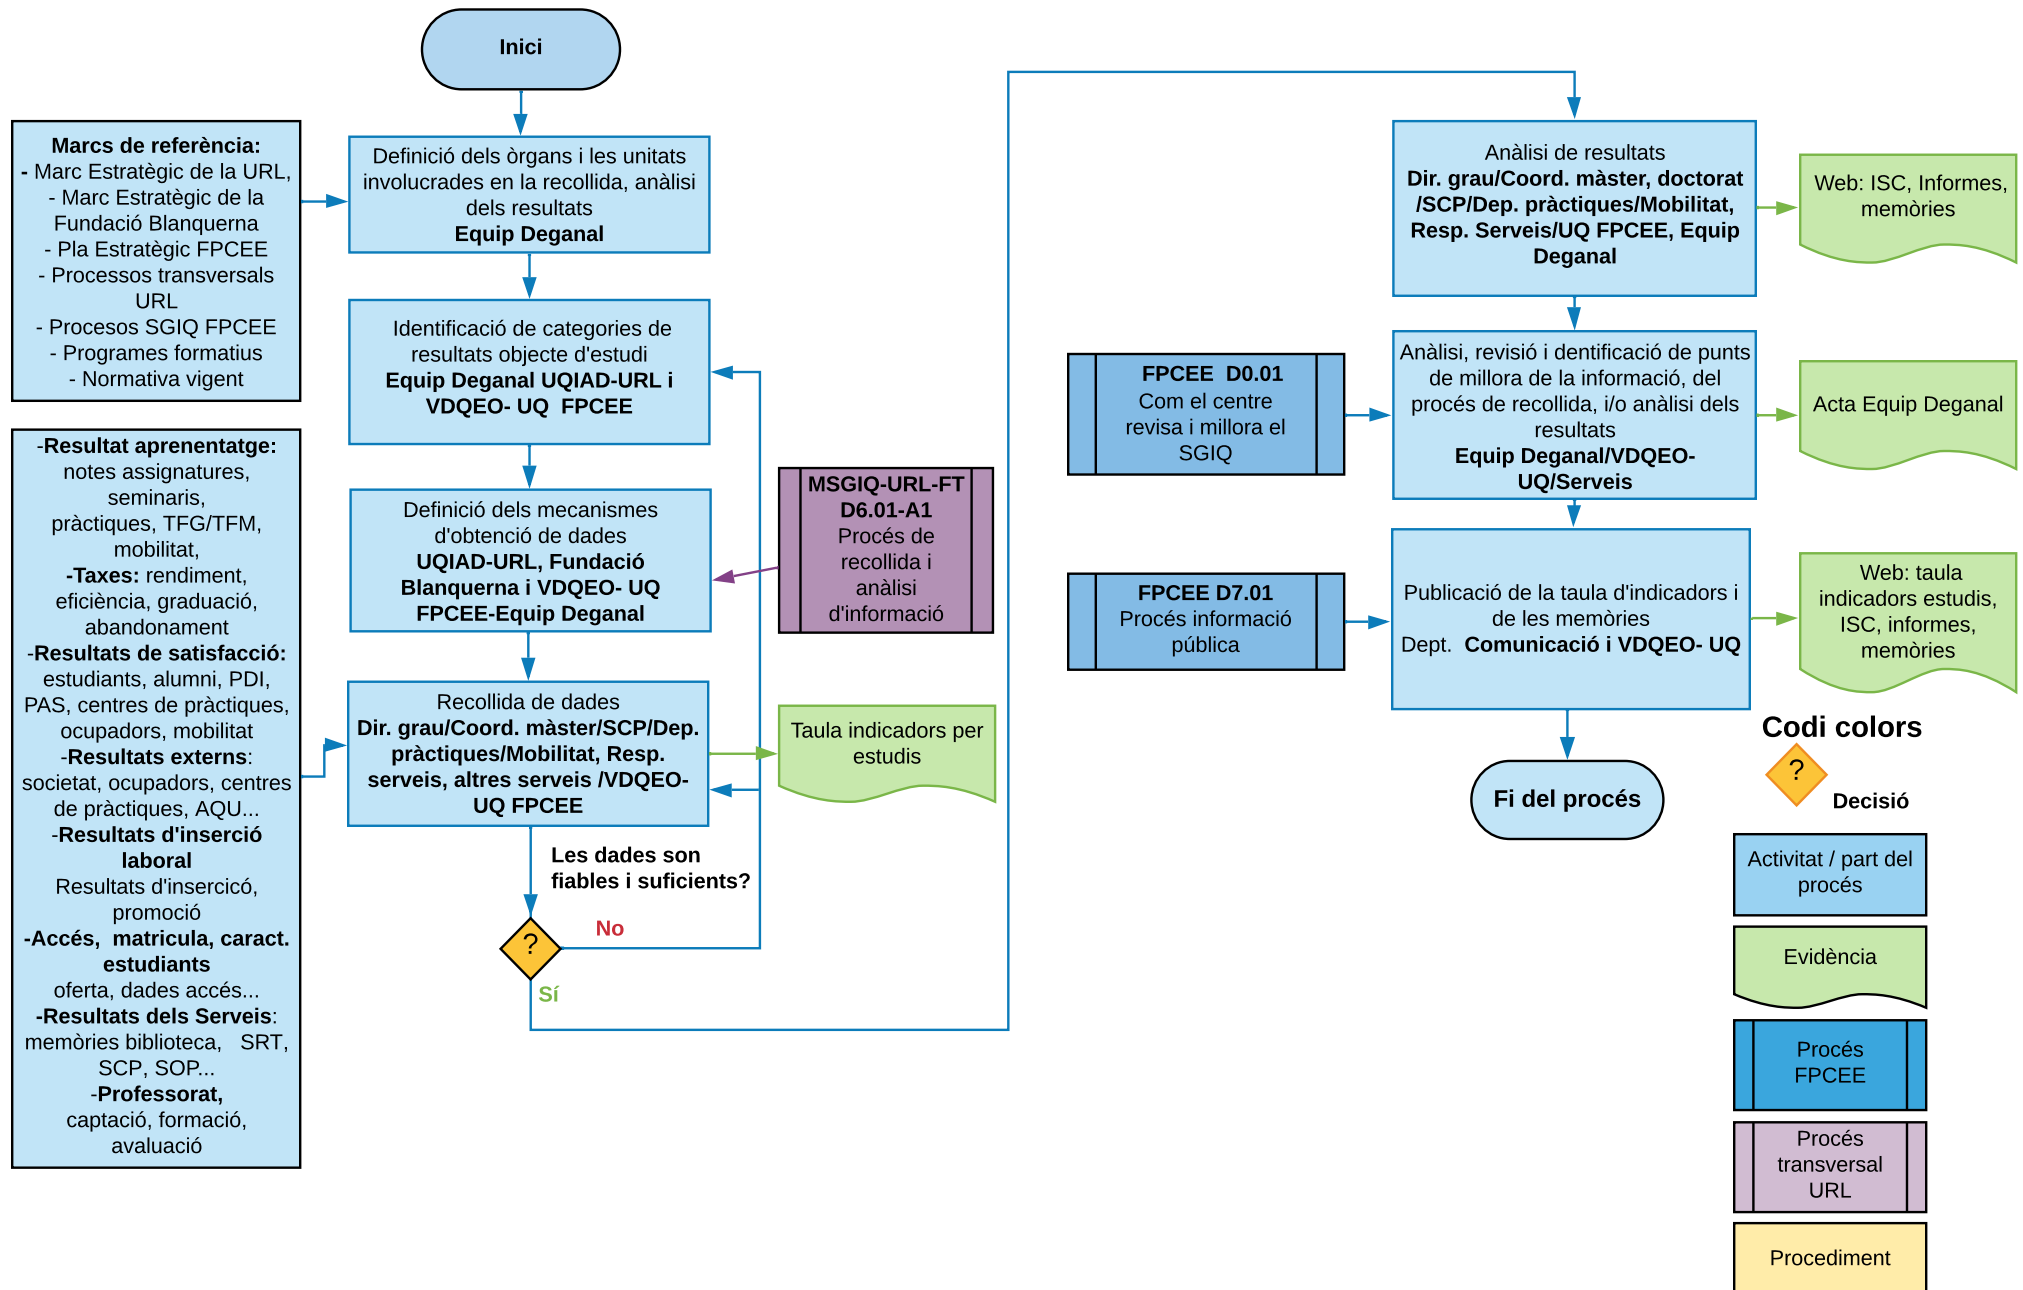 Inici
Marcs de referència:
- Marc Estratègic de la URL,
- Marc Estratègic de la
Fundació Blanquerna
- Pla Estratègic FPCEE
- Processos transversals
URL
- Procesos SGIQ FPCEE
- Programes formatius
- Normativa vigent
-Resultat aprenentatge:
notes assignatures,
seminaris,
pràctiques, TFG/TFM,
mobilitat,
-Taxes: rendiment,
eficiència, graduació,
abandonament
-Resultats de satisfacció:
estudiants, alumni, PDI,
PAS, centres de pràctiques,
ocupadors, mobilitat
-Resultats externs:
societat, ocupadors, centres
de pràctiques, AQU...
-Resultats d'inserció
laboral
Resultats d'insercicó,
promoció
-Accés,  matricula, caract.
estudiants
oferta, dades accés...
-Resultats dels Serveis:
memòries biblioteca,   SRT,
SCP, SOP...
-Professorat,
captació, formació,
avaluació
Definició dels òrgans i les unitats
involucrades en la recollida, anàlisi
dels resultats
Equip Deganal
Identificació de categories de
resultats objecte d'estudi
Equip Deganal UQIAD-URL i
VDQEO- UQ  FPCEE
Definició dels mecanismes
d'obtenció de dades
UQIAD-URL, Fundació
Blanquerna i VDQEO- UQ
FPCEE-Equip Deganal
MSGIQ-URL-FT
D6.01-A1
Procés de
recollida i
anàlisi
d'informació
Recollida de dades
Dir. grau/Coord. màster/SCP/Dep.
pràctiques/Mobilitat, Resp.
serveis, altres serveis /VDQEO-
UQ FPCEE
Taula indicadors per
estudis
Les dades son
fiables i suficients?
?
No
Sí
Anàlisi de resultats
Dir. grau/Coord. màster, doctorat
/SCP/Dep. pràctiques/Mobilitat,
Resp. Serveis/UQ FPCEE, Equip
Deganal
Web: ISC, Informes,
memòries
FPCEE  D0.01
Com el centre
revisa i millora el
SGIQ
Anàlisi, revisió i dentificació de punts
de millora de la informació, del
procés de recollida, i/o anàlisi dels
resultats
Equip Deganal/VDQEO-
UQ/Serveis
Acta Equip Deganal
FPCEE D7.01
Procés informació
pública
Publicació de la taula d'indicadors i
de les memòries
Dept.  Comunicació i VDQEO- UQ
Web: taula
indicadors estudis,
ISC, informes,
memòries
Fi del procés
Codi colors
?
Decisió
Activitat / part del
procés
Evidència
Procés
FPCEE
Procés
transversal
URL
Procediment